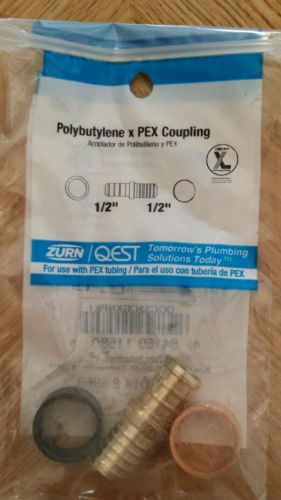 Polybutylene x PEX Coupling
Acoplador de Polibutileno y PEX
XL
1/2" 1/2"
ZURN QEST Tomorrow's Plumbing
Solutions Today™
For use with PEX tubing / Para el uso con tubería de PEX